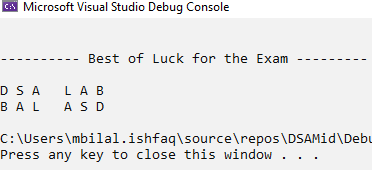 Microsoft Visual Studio Debug Console
---------- Best of Luck for the Exam ---------
D S A   L A B
B A L   A S D
C:\Users\mbilal.ishfaq\source\repos\DSAMid\Debu
Press any key to close this window . . .